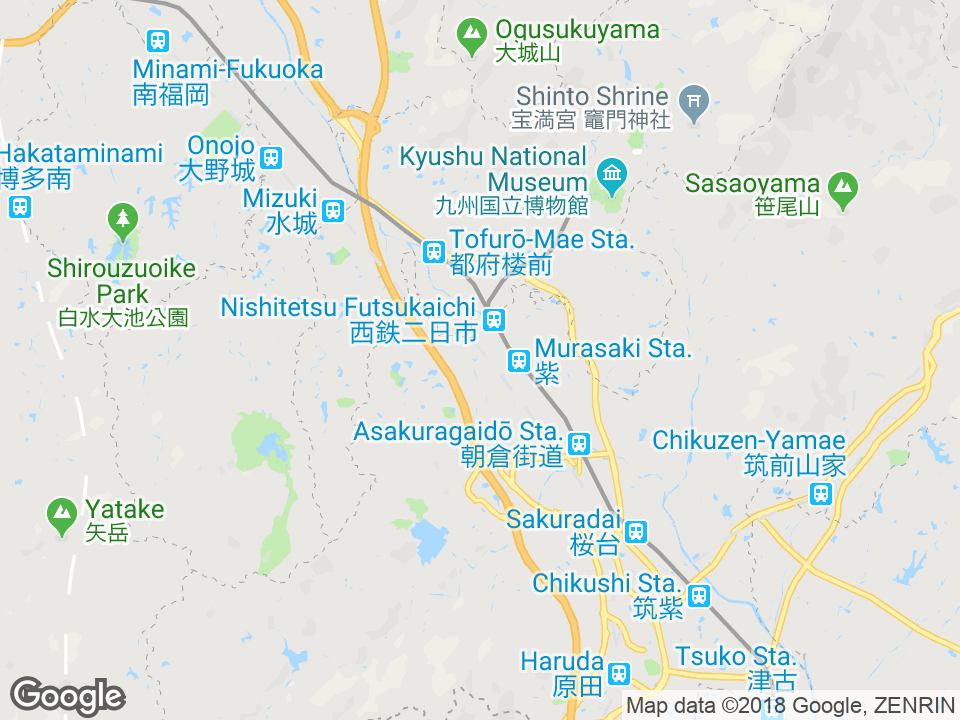 Oqusukuyama
大城山
Minami-Fukuoka
南福岡
Shinto Shrine
宝満宮 竈門神社
Onojo
大野城
Hakataminami
博多南
Kyushu National
Museum
九州国立博物館
Sasaoyama
笹尾山
Mizuki
水城
Tofurō-Mae Sta.
都府楼前
Shirouzuoike
Park
白水大池公園
Nishitetsu Futsukaichi
西鉄二日市
Murasaki Sta.
紫
Asakuragaidō Sta.
朝倉街道
Chikuzen-Yamae
筑前山家
Yatake
矢岳
Sakuradai
桜台
Chikushi Sta.
筑紫
Haruda
原田
Tsuko Sta.
津古
Google
Map data ©2018 Google, ZENRIN